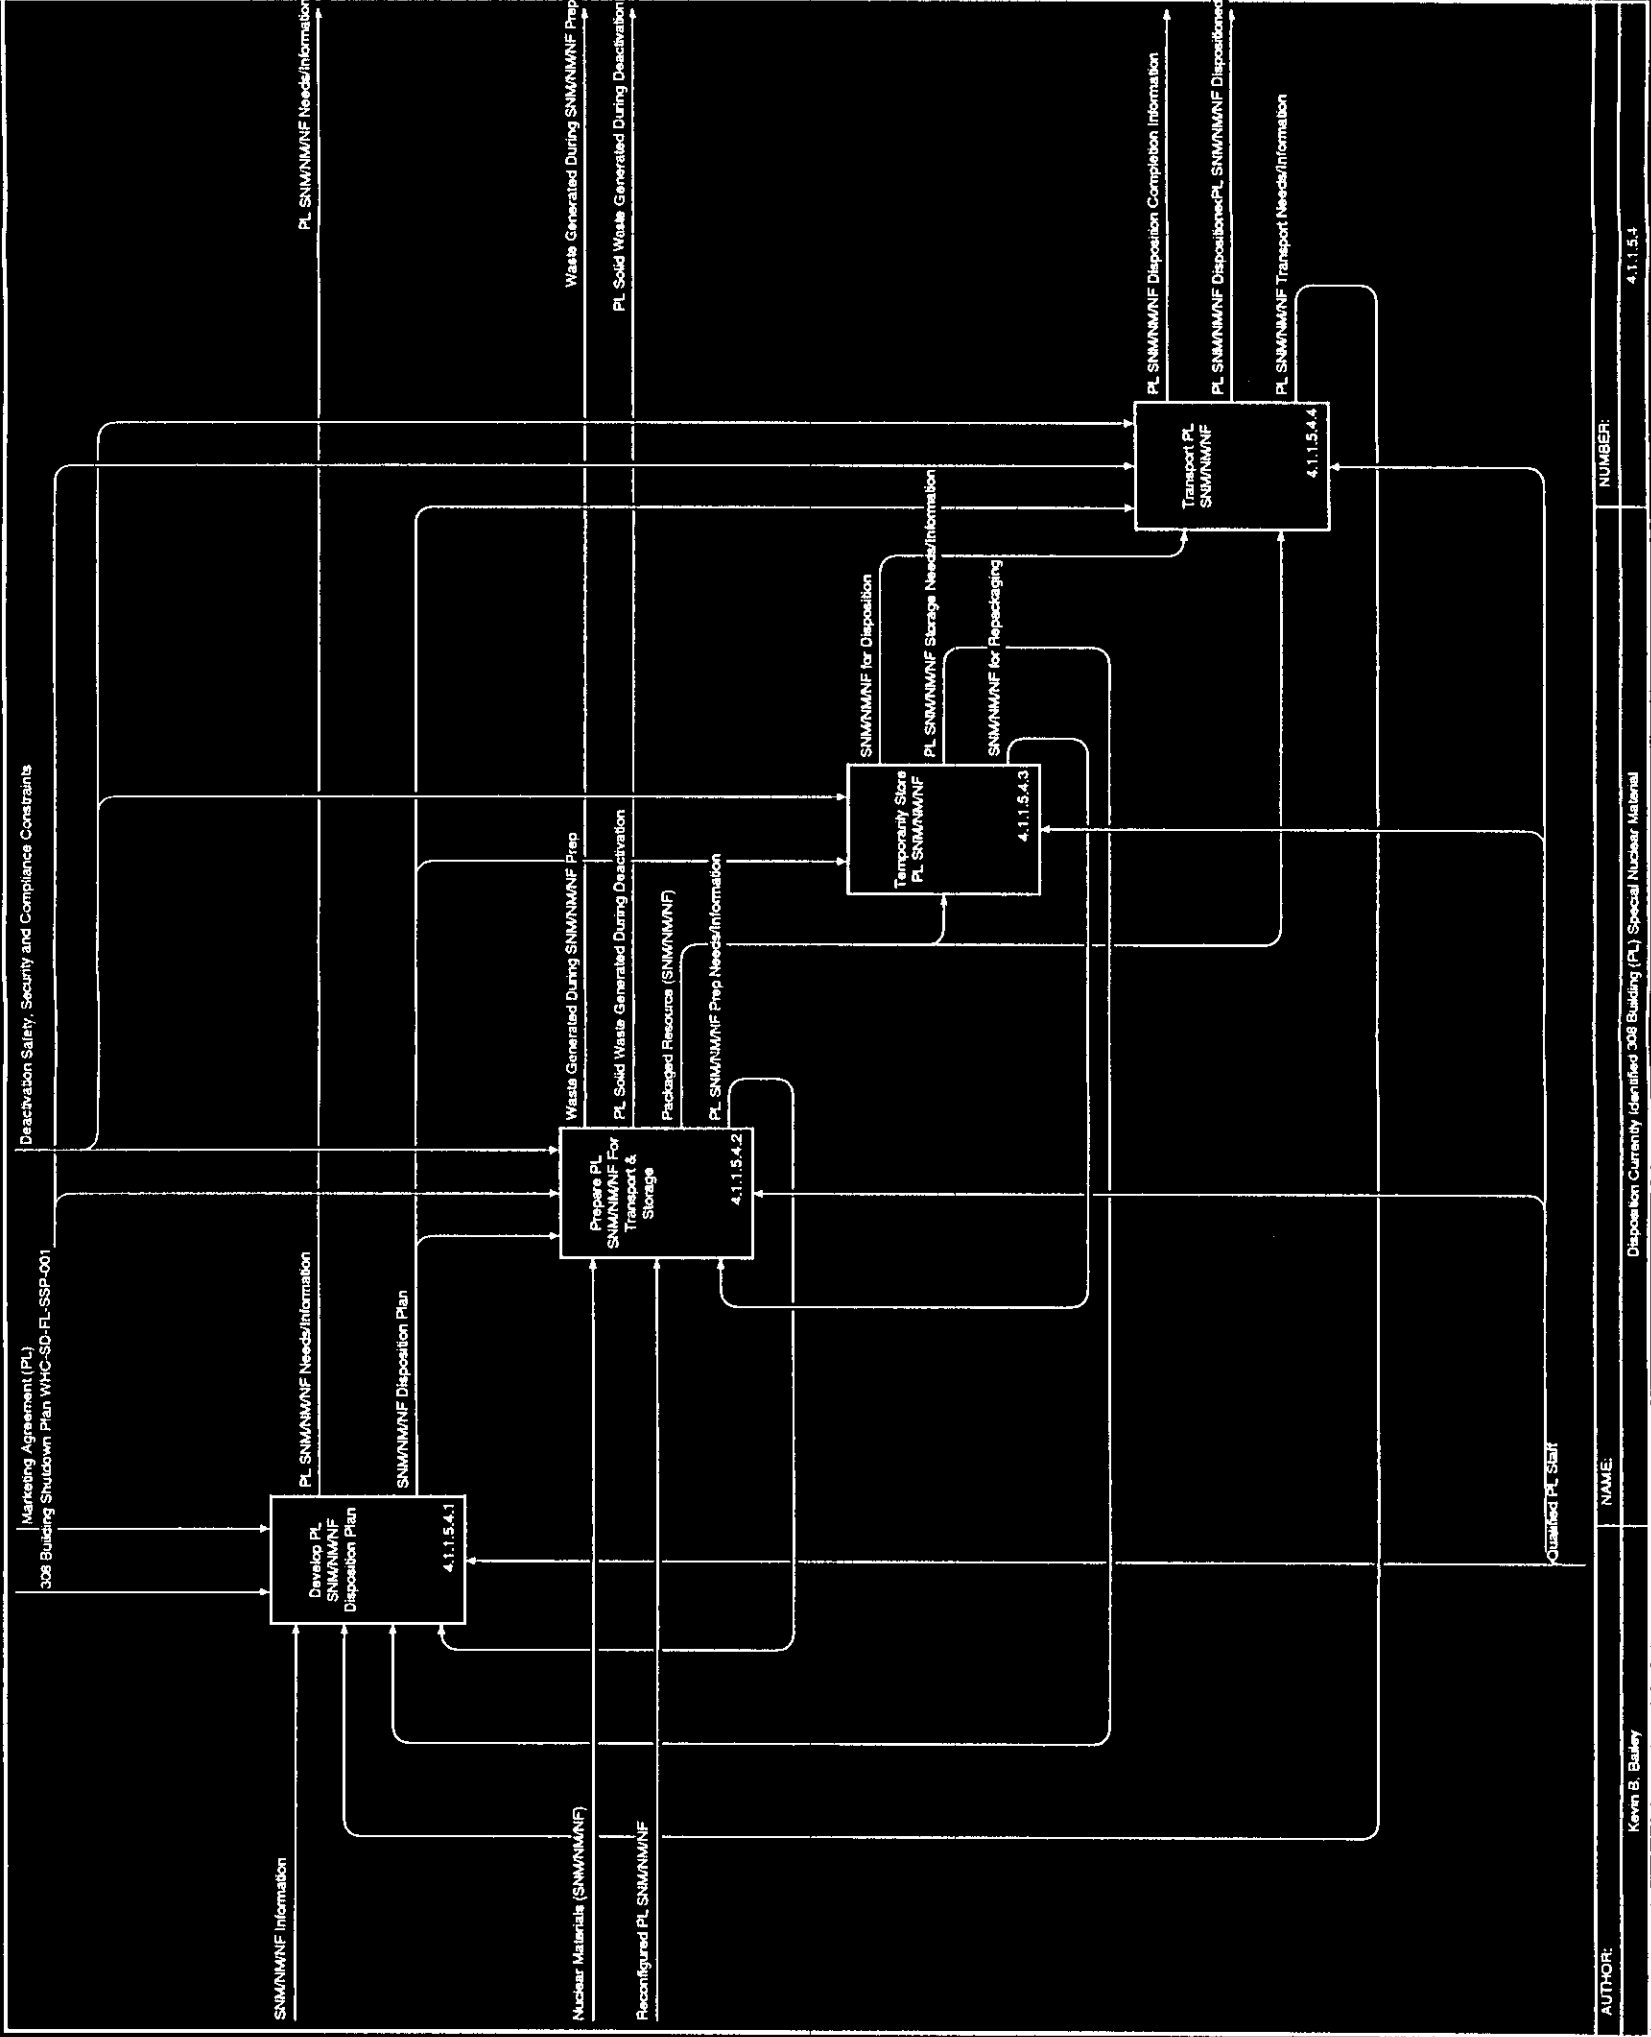 Marketing Agreement (PL)
308 Building Shutdown Plan WHC-SD-FL-SSP-001
Deactivation Safety, Security and Compliance Constraints
SNM/NM/NF Information
Develop PL
SNM/NM/NF
Disposition Plan
4.1.1.5.4.1
PL SNM/NM/NF Needs/Information
PL SNM/NM/NF Needs/Information
SNM/NM/NF Disposition Plan
Nuclear Materials (SNM/NM/NF)
Reconfigured PL SNM/NM/NF
Prepare PL
SNM/NM/NF For
Transport &
Storage
4.1.1.5.4.2
Waste Generated During SNM/NM/NF Prep
Waste Generated During SNM/NM/NF Prep
PL Solid Waste Generated During Deactivation
PL Solid Waste Generated During Deactivation
Packaged Resource (SNM/NM/NF)
PL SNM/NM/NF Prep Needs/Information
Temporarily Store
PL SNM/NM/NF
4.1.1.5.4.3
SNM/NM/NF for Disposition
PL SNM/NM/NF Storage Needs/Information
SNM/NM/NF for Repackaging
Transport PL
SNM/NM/NF
4.1.1.5.4.4
PL SNM/NM/NF Disposition Completion Information
PL SNM/NM/NF Dispositioned PL SNM/NM/NF Dispositioned
PL SNM/NM/NF Transport Needs/Information
Qualified PL Staff
AUTHOR:
Kevin B. Bailey
NAME:
Disposition Currently Identified 308 Building (PL) Special Nuclear Material
NUMBER:
4.1.1.5.4